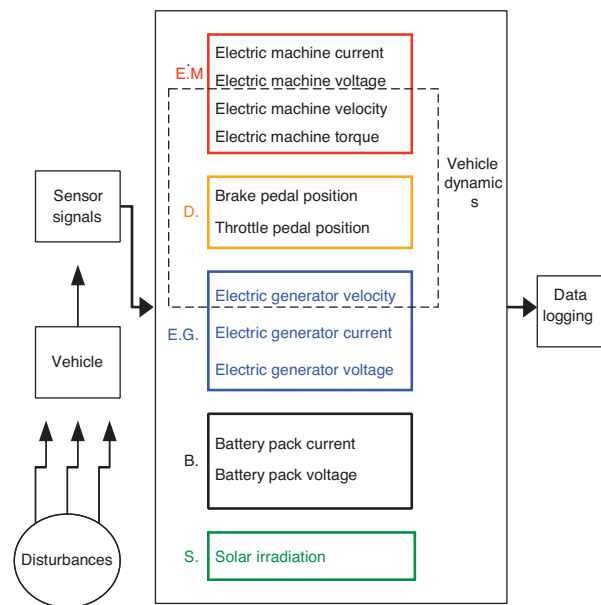 E.M
Electric machine current
Electric machine voltage
Electric machine velocity
Electric machine torque
Vehicle
dynamic
s
D.
Brake pedal position
Throttle pedal position
Sensor
signals
E.G.
Electric generator velocity
Electric generator current
Electric generator voltage
Data
logging
Vehicle
B.
Battery pack current
Battery pack voltage
Disturbances
S.
Solar irradiation